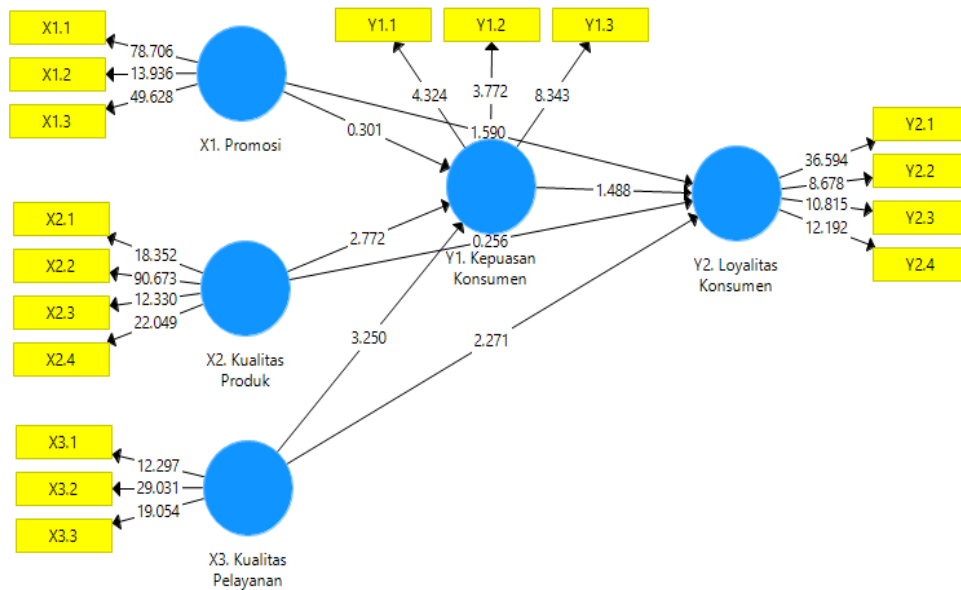 X1.1
X1.2
X1.3
78.706
13.936
49.628
X1. Promosi
Y1.1
Y1.2
Y1.3
4.324
3.772
8.343
0.301
1.590
Y1. Kepuasan
Konsumen
1.488
Y2.1
Y2.2
Y2.3
Y2.4
36.594
8.678
10.815
12.192
Y2. Loyalitas
Konsumen
X2.1
X2.2
X2.3
X2.4
18.352
90.673
12.330
22.049
X2. Kualitas
Produk
2.772
0.256
3.250
2.271
X3.1
X3.2
X3.3
12.297
29.031
19.054
X3. Kualitas
Pelayanan